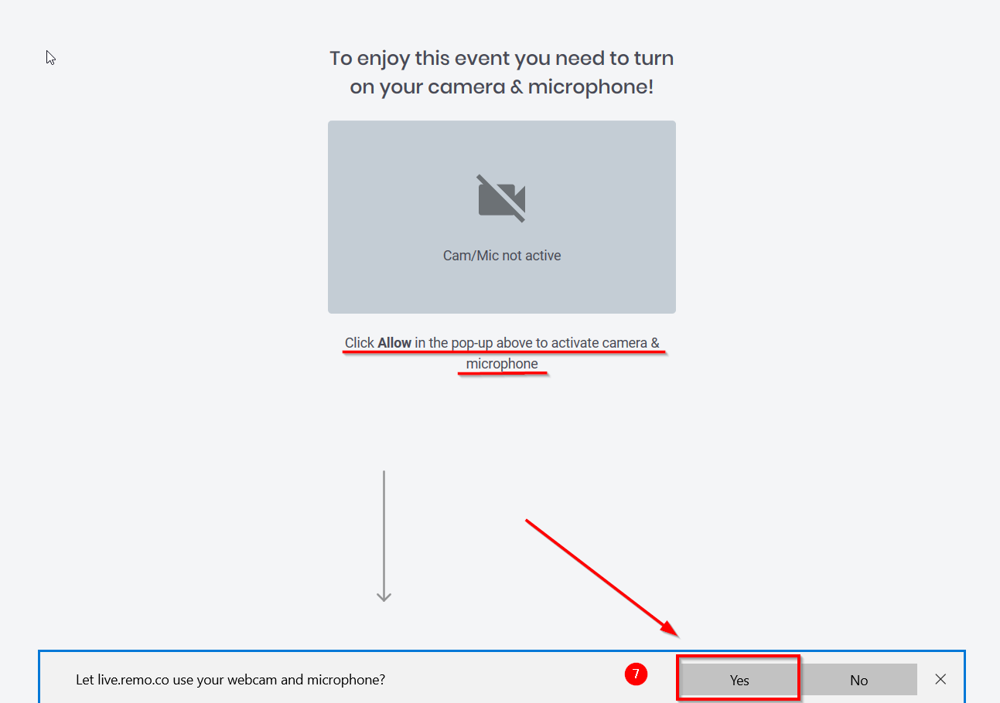 To enjoy this event you need to turn
on your camera & microphone!
Cam/Mic not active
Click Allow in the pop-up above to activate camera &
microphone
Let live.remo.co use your webcam and microphone?
7
Yes
No